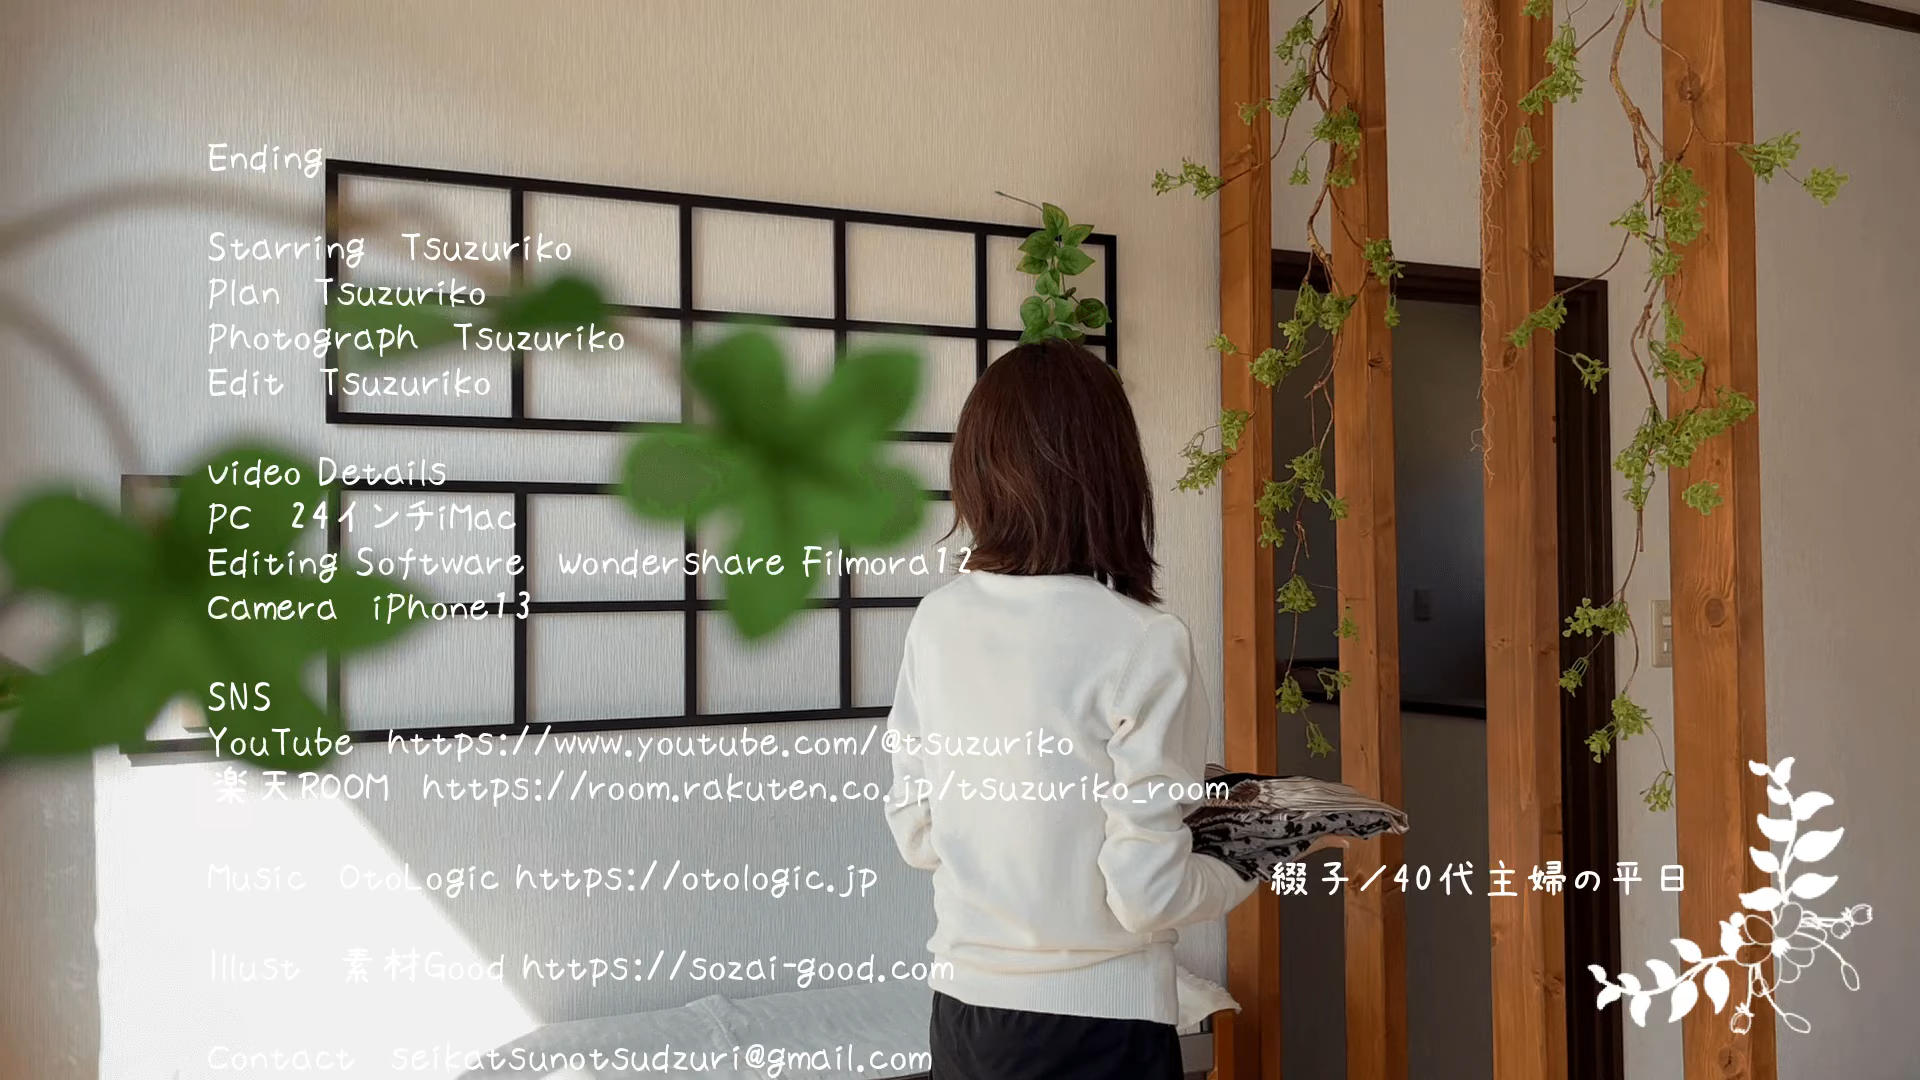 Ending
Starring Tsuzuriko
Plan Tsuzuriko
Photograph Tsuzuriko
Edit Tsuzuriko
Video Details
PC 24インチiMac
Editing Software Wondershare Filmora12
Camera iPhone13
SNS
YouTube https://www.youtube.com/@tsuzuriko
楽天ROOM https://room.rakuten.co.jp/tsuzuriko_room
Music OtoLogic https://otologic.jp
綴子/40代主婦の平日
Illust 素材Good https://sozai-good.com
Contact seikatsunotsudzuri@gmail.com